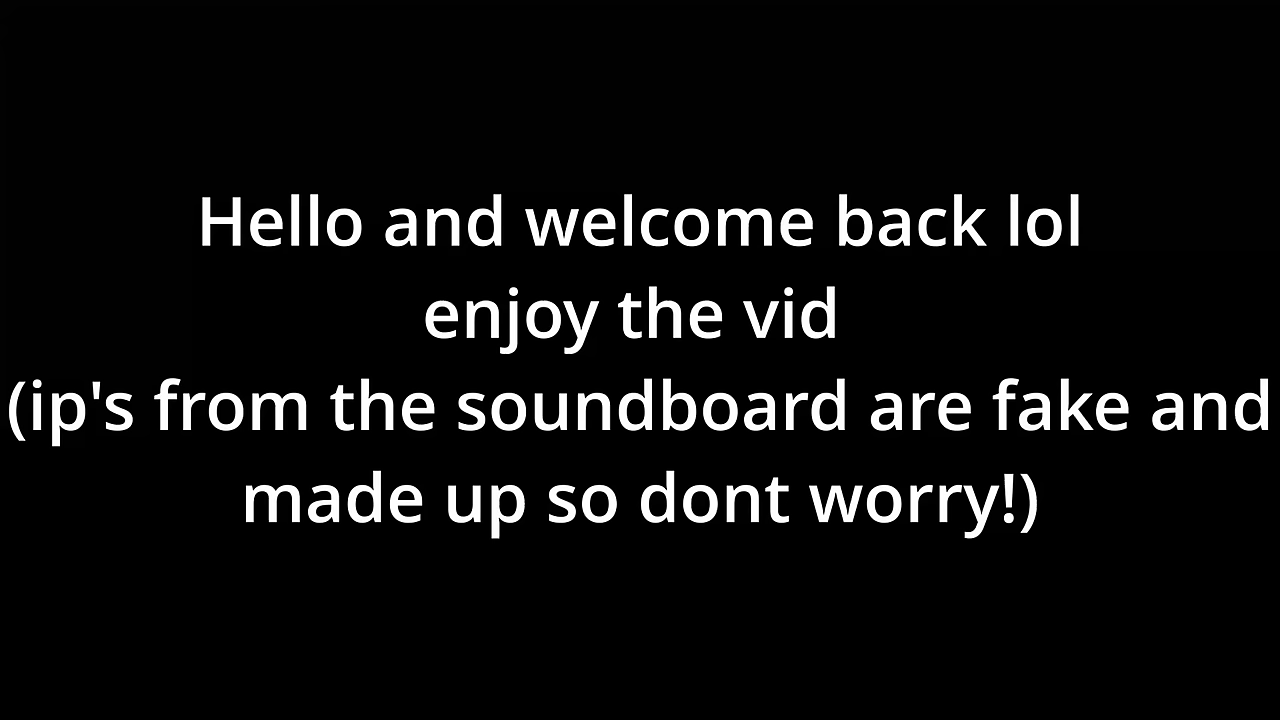 Hello and welcome back lol
enjoy the vid
(ip's from the soundboard are fake and
made up so dont worry!)